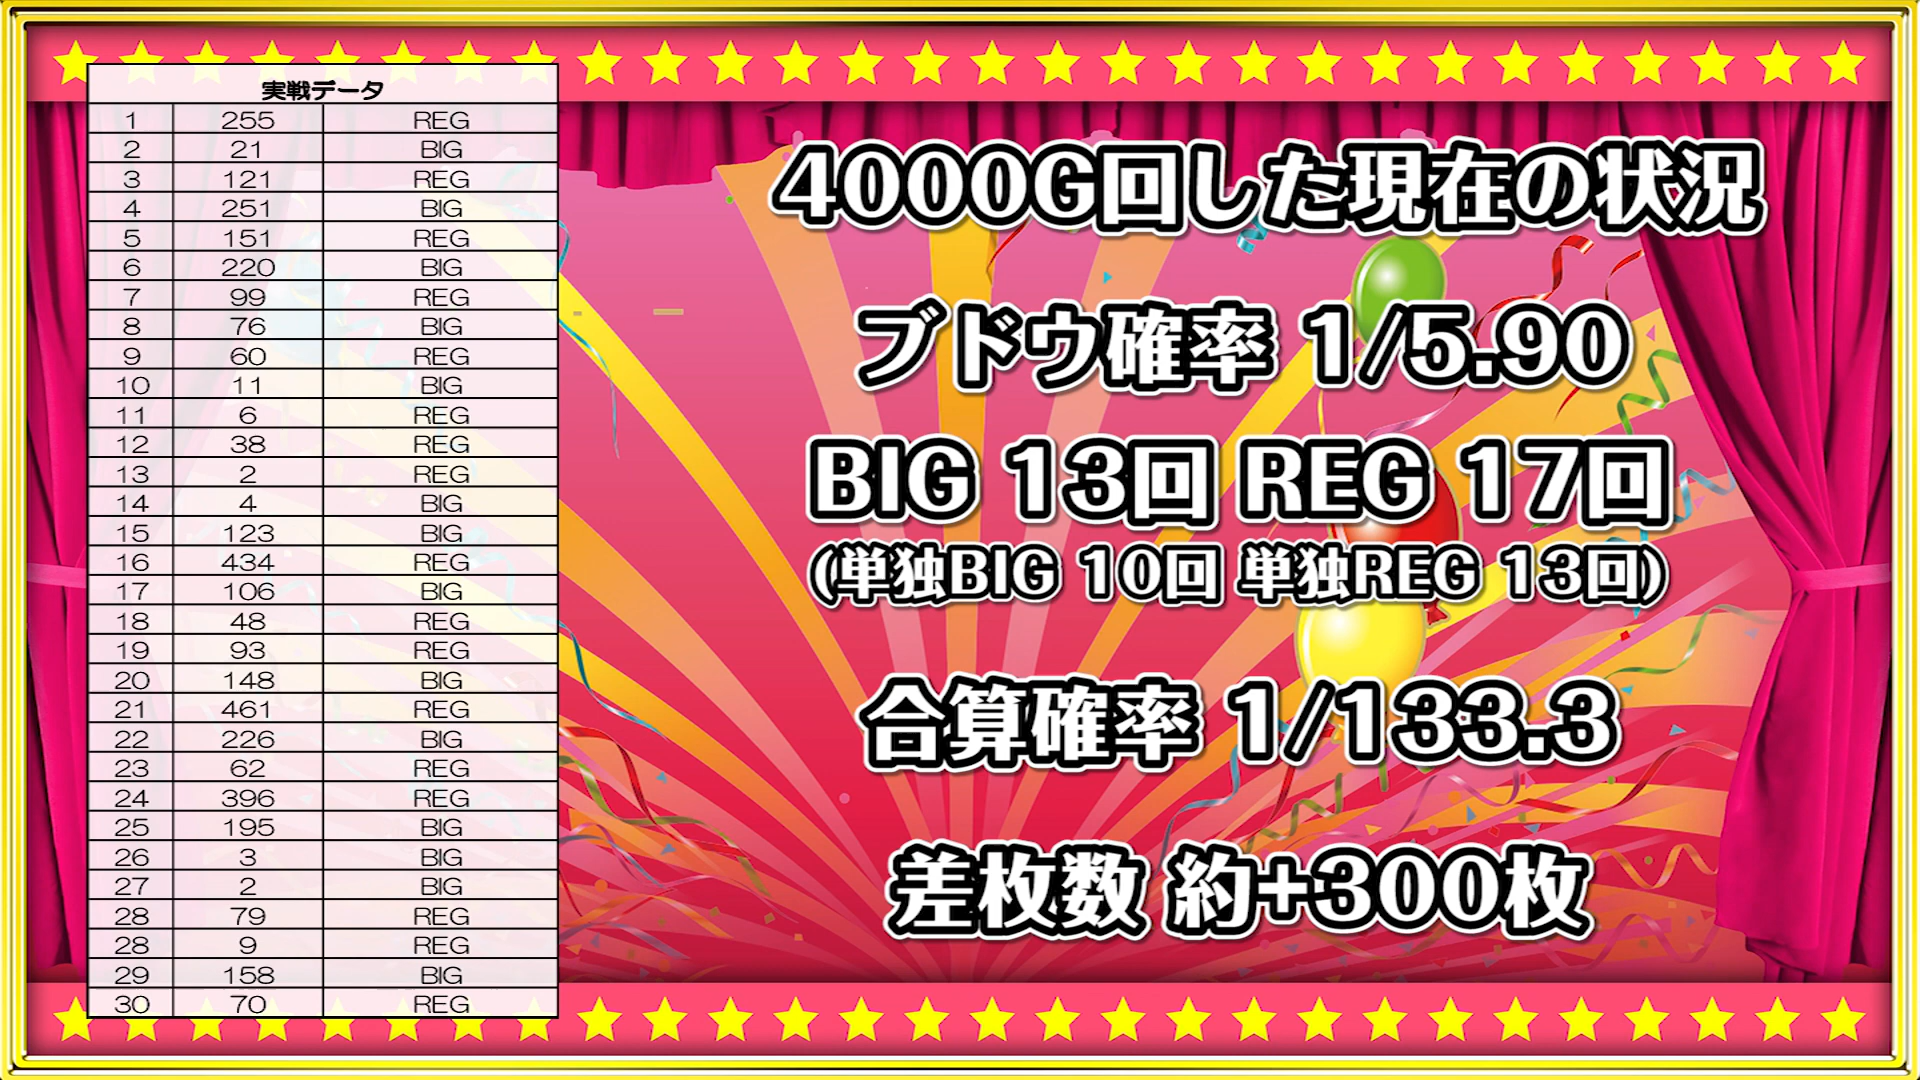 実戦データ
1 255 REG
2 21 BIG
3 121 REG
4 251 BIG
5 151 REG
6 220 BIG
7 99 REG
8 76 BIG
9 60 REG
10 11 BIG
11 6 REG
12 38 REG
13 2 REG
14 4 BIG
15 123 BIG
16 434 REG
17 106 BIG
18 48 REG
19 93 REG
20 148 BIG
21 461 REG
22 226 BIG
23 62 REG
24 396 REG
25 195 BIG
26 3 BIG
27 2 BIG
28 79 REG
28 9 REG
29 158 BIG
30 70 REG
4000G回した現在の状況
ブドウ確率 1/5.90
BIG 13回 REG 17回
(単独BIG 10回 単独REG 13回)
合算確率 1/133.3
差枚数 約+300枚